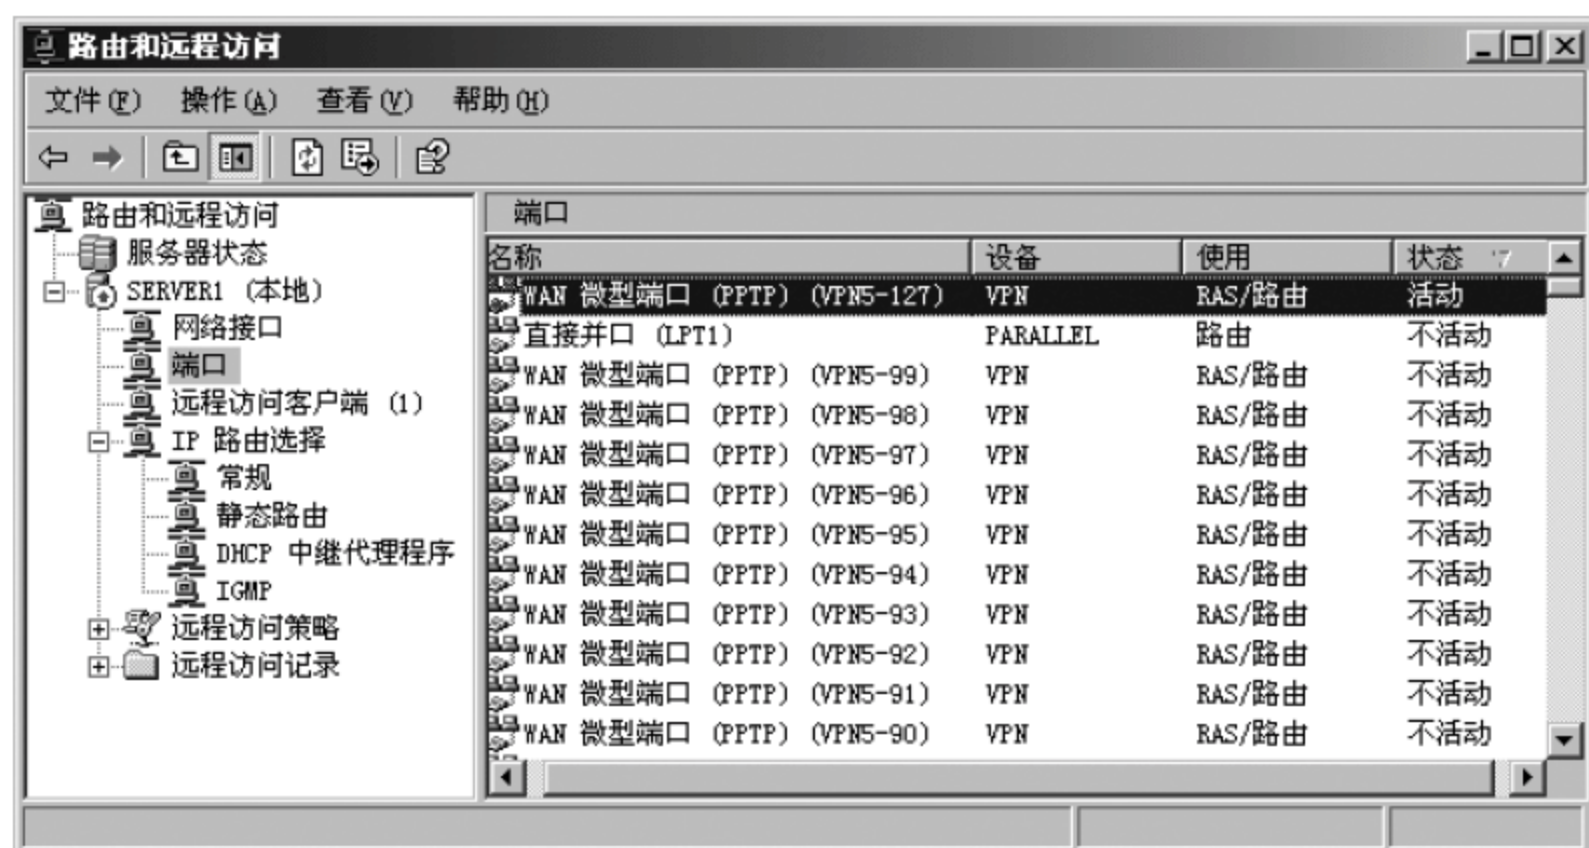 路由和远程访问
文件(F) 操作(A) 查看(V) 帮助(H)
路由和远程访问
服务器状态
SERVER1 (本地)
网络接口
端口
远程访问客户端 (1)
IP 路由选择
常规
静态路由
DHCP 中继代理程序
IGMP
远程访问策略
远程访问记录
端口
名称 设备 使用 状态
WAN 微型端口 (PPTP) (VPN5-127) VPN RAS/路由 活动
直接并口 (LPT1) PARALLEL 路由 不活动
WAN 微型端口 (PPTP) (VPN5-99) VPN RAS/路由 不活动
WAN 微型端口 (PPTP) (VPN5-98) VPN RAS/路由 不活动
WAN 微型端口 (PPTP) (VPN5-97) VPN RAS/路由 不活动
WAN 微型端口 (PPTP) (VPN5-96) VPN RAS/路由 不活动
WAN 微型端口 (PPTP) (VPN5-95) VPN RAS/路由 不活动
WAN 微型端口 (PPTP) (VPN5-94) VPN RAS/路由 不活动
WAN 微型端口 (PPTP) (VPN5-93) VPN RAS/路由 不活动
WAN 微型端口 (PPTP) (VPN5-92) VPN RAS/路由 不活动
WAN 微型端口 (PPTP) (VPN5-91) VPN RAS/路由 不活动
WAN 微型端口 (PPTP) (VPN5-90) VPN RAS/路由 不活动